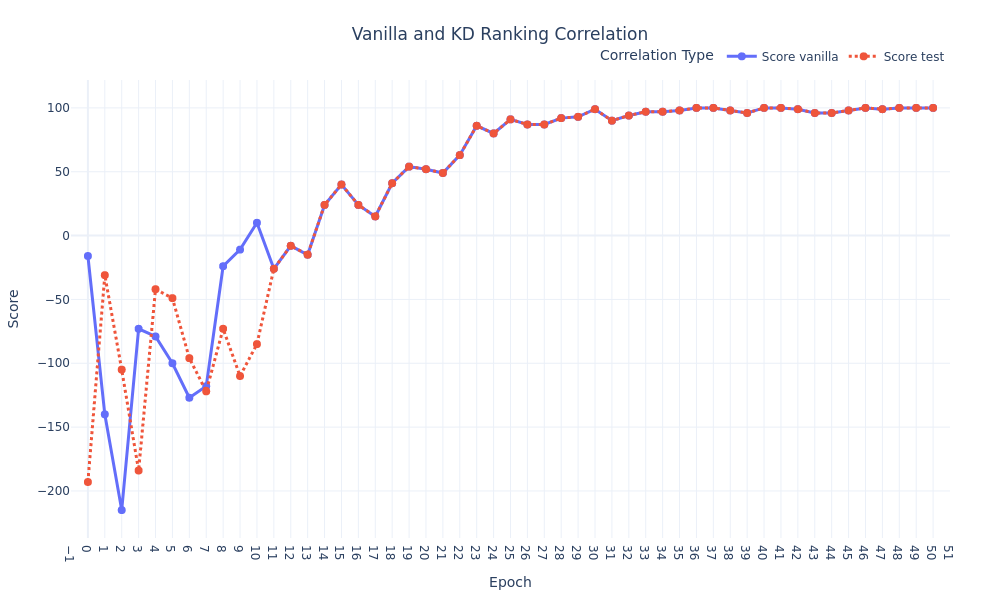 Vanilla and KD Ranking Correlation
Correlation Type Score vanilla Score test
Score
100
50
0
−50
−100
−150
−200
−1 0 1 2 3 4 5 6 7 8 9 10 11 12 13 14 15 16 17 18 19 20 21 22 23 24 25 26 27 28 29 30 31 32 33 34 35 36 37 38 39 40 41 42 43 44 45 46 47 48 49 50 51
Epoch